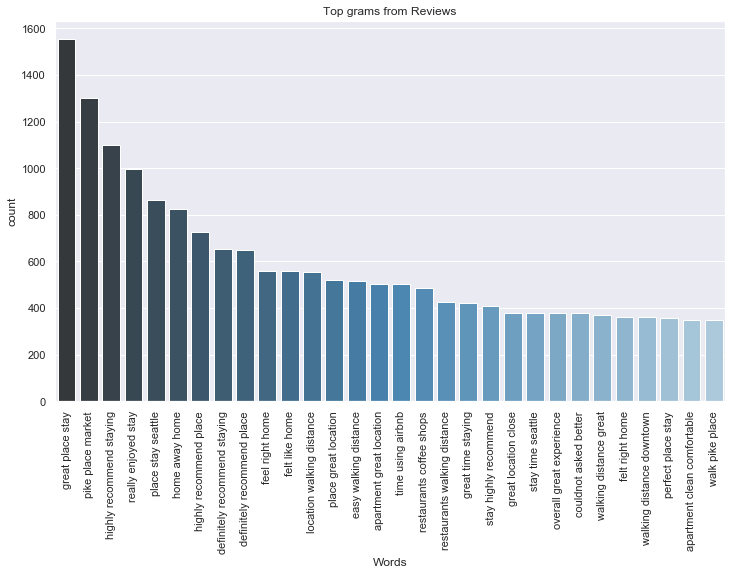 Top grams from Reviews
1600
1400
1200
1000
800
600
400
200
0
count
great place stay
pike place market
highly recommend staying
really enjoyed stay
place stay seattle
home away home
highly recommend place
definitely recommend staying
definitely recommend place
feel right home
felt like home
location walking distance
place great location
easy walking distance
apartment great location
time using airbnb
restaurants coffee shops
restaurants walking distance
great time staying
stay highly recommend
great location close
stay time seattle
overall great experience
couldnot asked better
walking distance great
felt right home
walking distance downtown
perfect place stay
apartment clean comfortable
walk pike place
Words